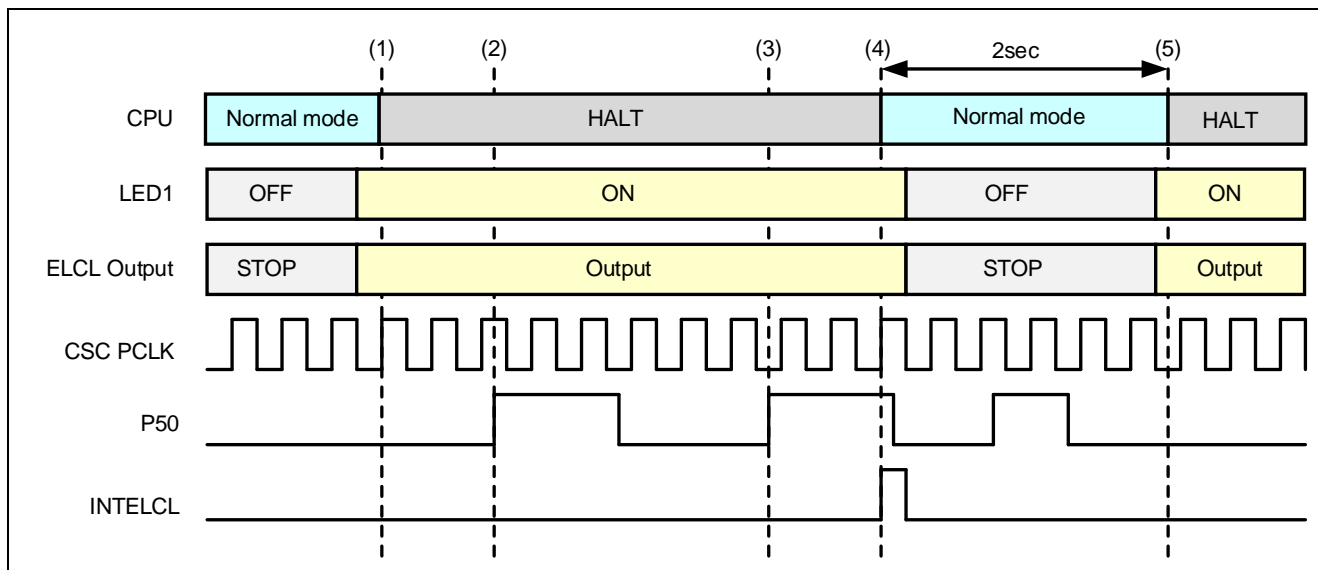 (1) (2) (3) (4) 2sec (5)
CPU Normal mode HALT Normal mode HALT
LED1 OFF ON OFF ON
ELCL Output STOP Output STOP Output
CSC PCLK
P50
INTELCL